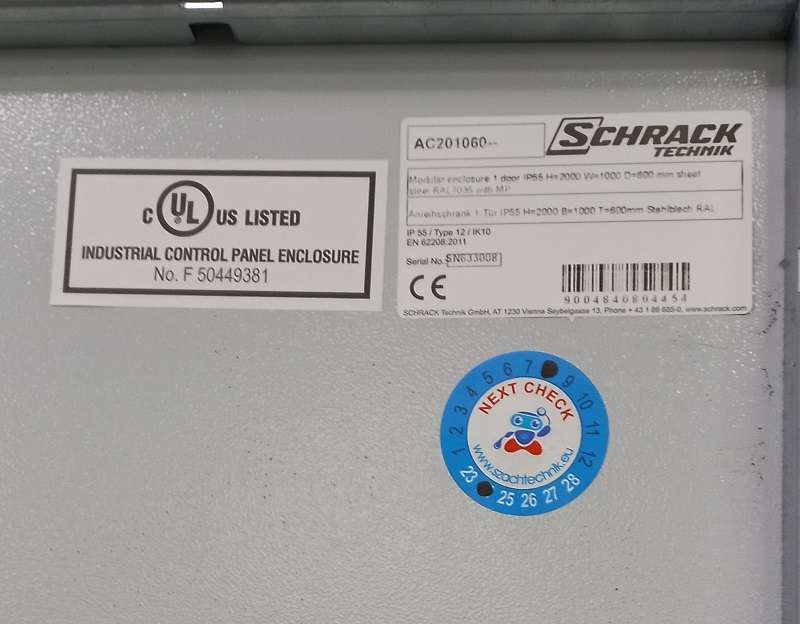 C UL US LISTED
INDUSTRIAL CONTROL PANEL ENCLOSURE
No. F 50449381
AC201060--
SCHRACK
TECHNIK
Modular enclosure 1 door IP55 H=2000 W=1000 D=600 mm sheet
steel RAL7035 with MP
Anreihschrank 1 Tür IP55 H=2000 B=1000 T=600mm Stahlblech RAL
IP 55 / Type 12 / IK10
EN 62208:2011
Serial No.: SN633008
CE
9004840804454
SCHRACK Technik GmbH, AT 1230 Vienna Seybelgasse 13, Phone + 43 1 86 685-0, www.schrack.com
1 2 3 4 5 6 7 9 10 11 12
NEXT CHECK
www.szachtechnik.eu
23 25 26 27 28